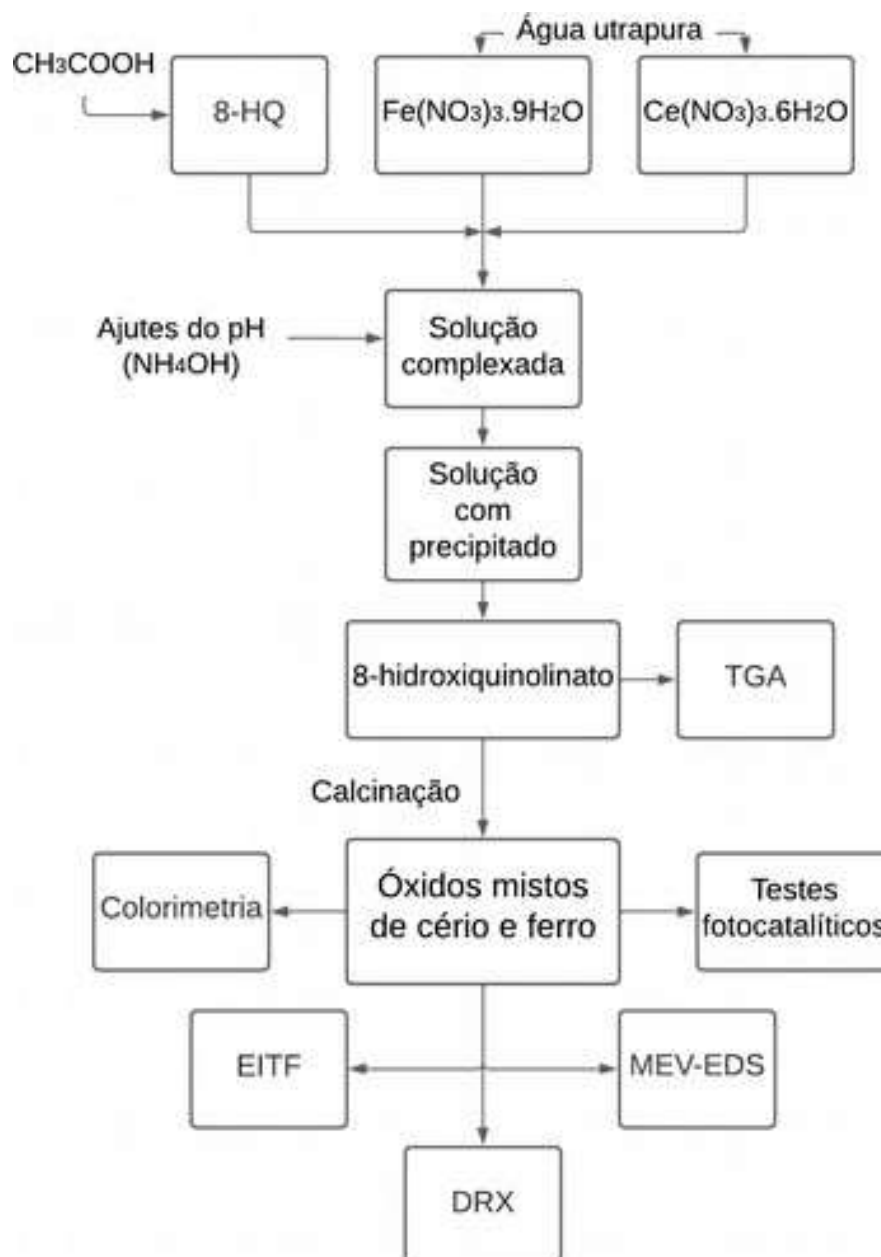 Água utrapura
CH3COOH
8-HQ
Fe(NO3)3.9H2O
Ce(NO3)3.6H2O
Ajutes do pH
(NH4OH)
Solução
complexada
Solução
com
precipitado
8-hidroxiquinolinato
TGA
Calcinação
Colorimetria
Óxidos mistos
de cério e ferro
Testes
fotocatalíticos
EITF
MEV-EDS
DRX